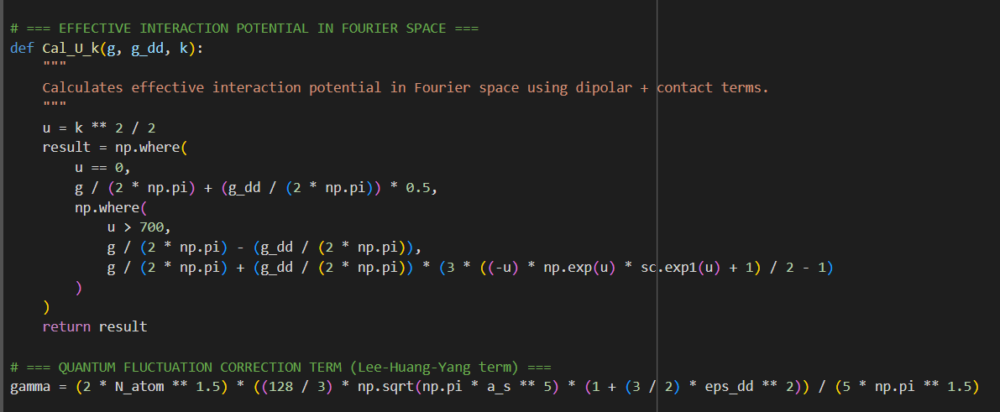 # === EFFECTIVE INTERACTION POTENTIAL IN FOURIER SPACE ===
def Cal_U_k(g, g_dd, k):
    """
    Calculates effective interaction potential in Fourier space using dipolar + contact terms.
    """
    u = k ** 2 / 2
    result = np.where(
        u == 0,
        g / (2 * np.pi) + (g_dd / (2 * np.pi)) * 0.5,
        np.where(
            u > 700,
            g / (2 * np.pi) - (g_dd / (2 * np.pi)),
            g / (2 * np.pi) + (g_dd / (2 * np.pi)) * (3 * ((-u) * np.exp(u) * sc.exp1(u) + 1) / 2 - 1)
        )
    )
    return result
# === QUANTUM FLUCTUATION CORRECTION TERM (Lee-Huang-Yang term) ===
gamma = (2 * N_atom ** 1.5) * ((128 / 3) * np.sqrt(np.pi * a_s ** 5) * (1 + (3 / 2) * eps_dd ** 2)) / (5 * np.pi ** 1.5)